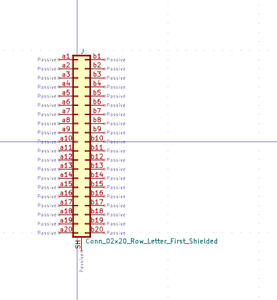 J
Passive a1 b1 Passive
Passive a2 b2 Passive
Passive a3 b3 Passive
Passive a4 b4 Passive
Passive a5 b5 Passive
Passive a6 b6 Passive
Passive a7 b7 Passive
Passive a8 b8 Passive
Passive a9 b9 Passive
Passive a10 b10 Passive
Passive a11 b11 Passive
Passive a12 b12 Passive
Passive a13 b13 Passive
Passive a14 b14 Passive
Passive a15 b15 Passive
Passive a16 b16 Passive
Passive a17 b17 Passive
Passive a18 b18 Passive
Passive a19 b19 Passive
Passive a20 b20 Passive
Conn_02x20_Row_Letter_First_Shielded
SH
Passive